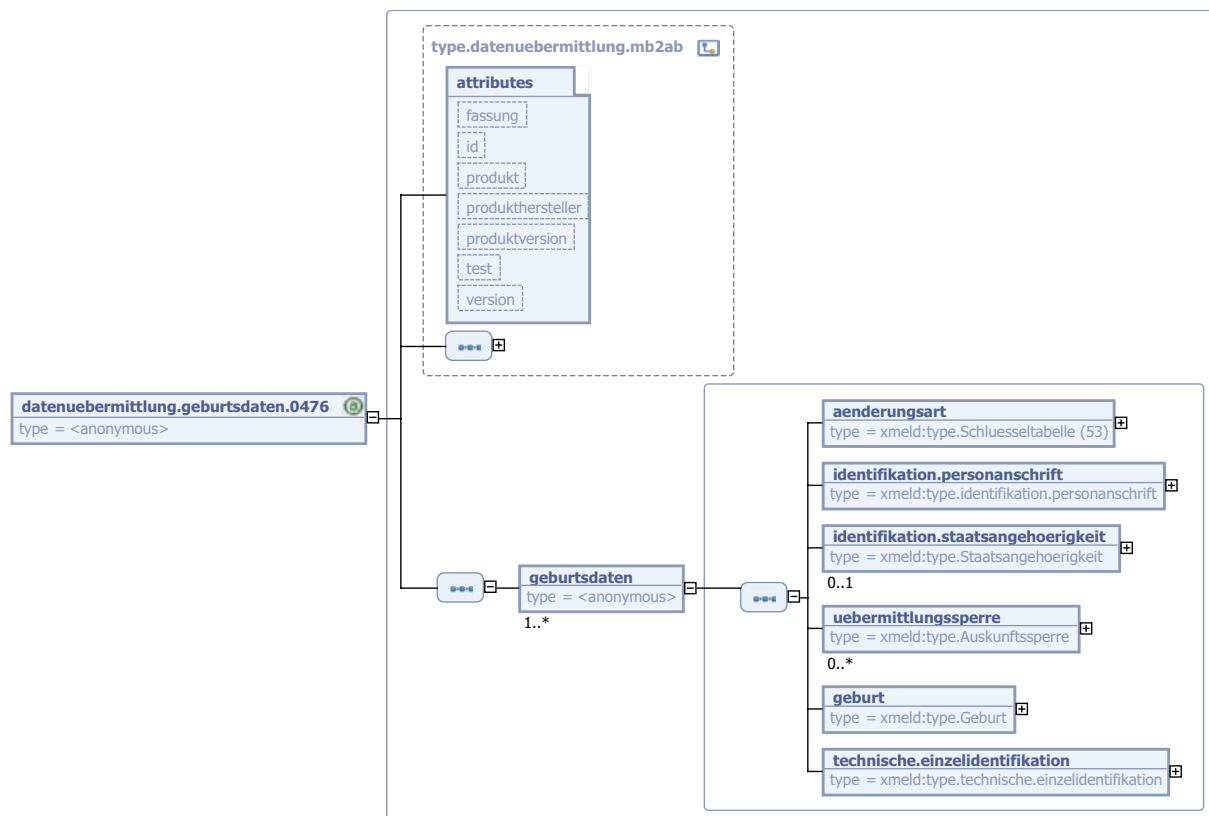 type.datenuebermittlung.mb2ab
attributes
fassung
id
produkt
produkthersteller
produktversion
test
version
datenuebermittlung.geburtsdaten.0476
type = <anonymous>
geburtsdaten
type = <anonymous>
1..*
aenderungsart
type = xmeld:type.Schluesseltabelle (53)
identifikation.personanschrift
type = xmeld:type.identifikation.personanschrift
identifikation.staatsangehoerigkeit
type = xmeld:type.Staatsangehoerigkeit
0..1
uebermittlungssperre
type = xmeld:type.Auskunftssperre
0..*
geburt
type = xmeld:type.Geburt
technische.einzelidentifikation
type = xmeld:type.technische.einzelidentifikation